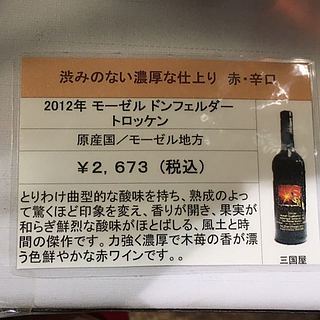 渋みのない濃厚な仕上り 赤・辛口
2012年 モーゼル ドンフェルダー
トロッケン
原産国／モーゼル地方
￥2,673（税込）
とりわけ曲型的な酸味を持ち、熟成のよっ
て驚くほど印象を変え、香りが開き、果実が
和らぎ鮮烈な酸味がほとばしる、風土と時
間の傑作です。力強く濃厚で木苺の香が漂
う色鮮やかな赤ワインです。。
三国屋